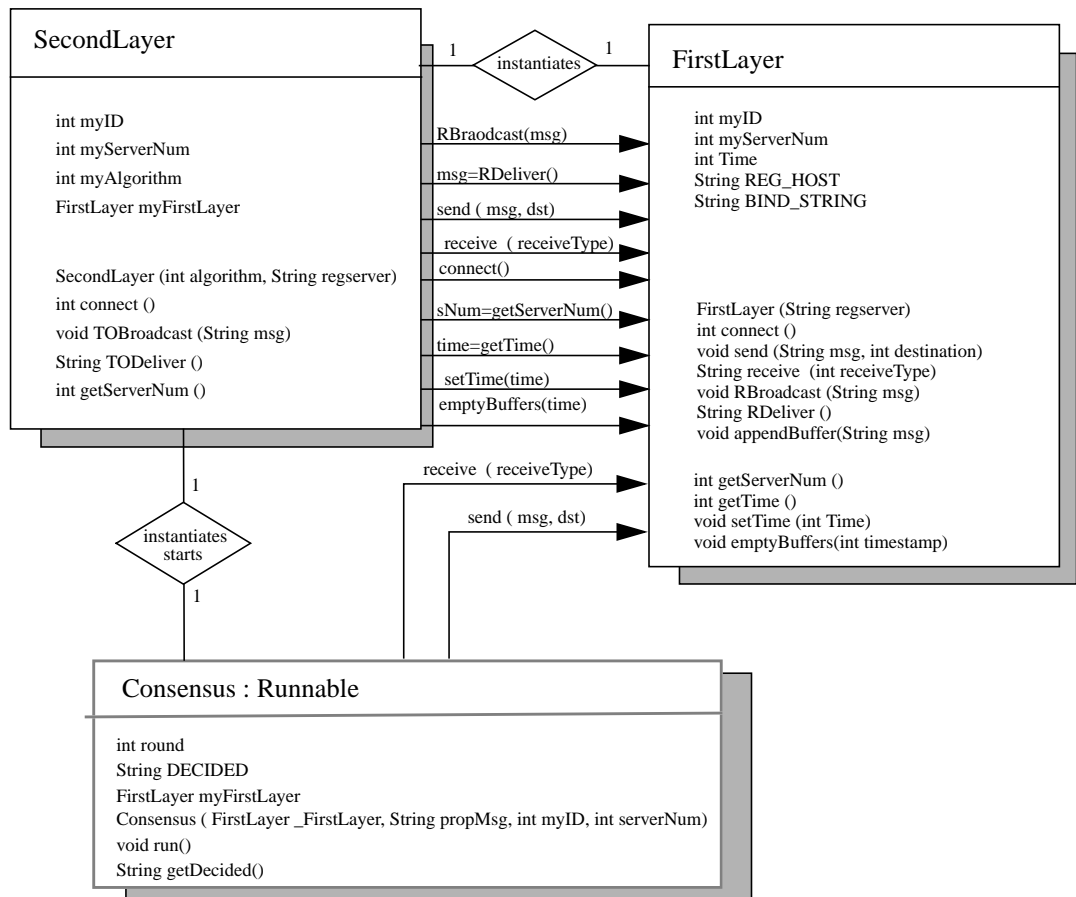 SecondLayer
int myID
int myServerNum
int myAlgorithm
FirstLayer myFirstLayer
SecondLayer (int algorithm, String regserver)
int connect ()
void TOBroadcast (String msg)
String TODeliver ()
int getServerNum ()
1
instantiates
1
RBraodcast(msg)
msg=RDeliver()
send ( msg, dst)
receive ( receiveType)
connect()
sNum=getServerNum()
time=getTime()
setTime(time)
emptyBuffers(time)
FirstLayer
int myID
int myServerNum
int Time
String REG_HOST
String BIND_STRING
FirstLayer (String regserver)
int connect ()
void send (String msg, int destination)
String receive (int receiveType)
void RBroadcast (String msg)
String RDeliver ()
void appendBuffer(String msg)
int getServerNum ()
int getTime ()
void setTime (int Time)
void emptyBuffers(int timestamp)
1
instantiates
starts
1
receive ( receiveType)
send ( msg, dst)
Consensus : Runnable
int round
String DECIDED
FirstLayer myFirstLayer
Consensus ( FirstLayer _FirstLayer, String propMsg, int myID, int serverNum)
void run()
String getDecided()